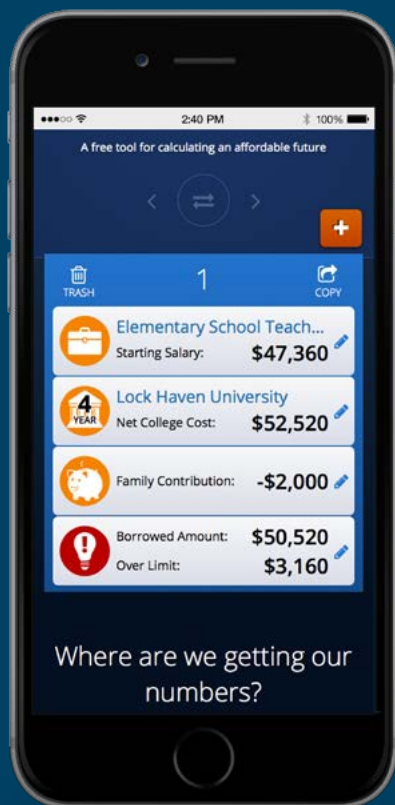 2:40 PM
100%
A free tool for calculating an affordable future
+
TRASH
1
COPY
Elementary School Teach...
Starting Salary: $47,360
4 YEAR
Lock Haven University
Net College Cost: $52,520
Family Contribution: -$2,000
Borrowed Amount: $50,520
Over Limit: $3,160
Where are we getting our
numbers?